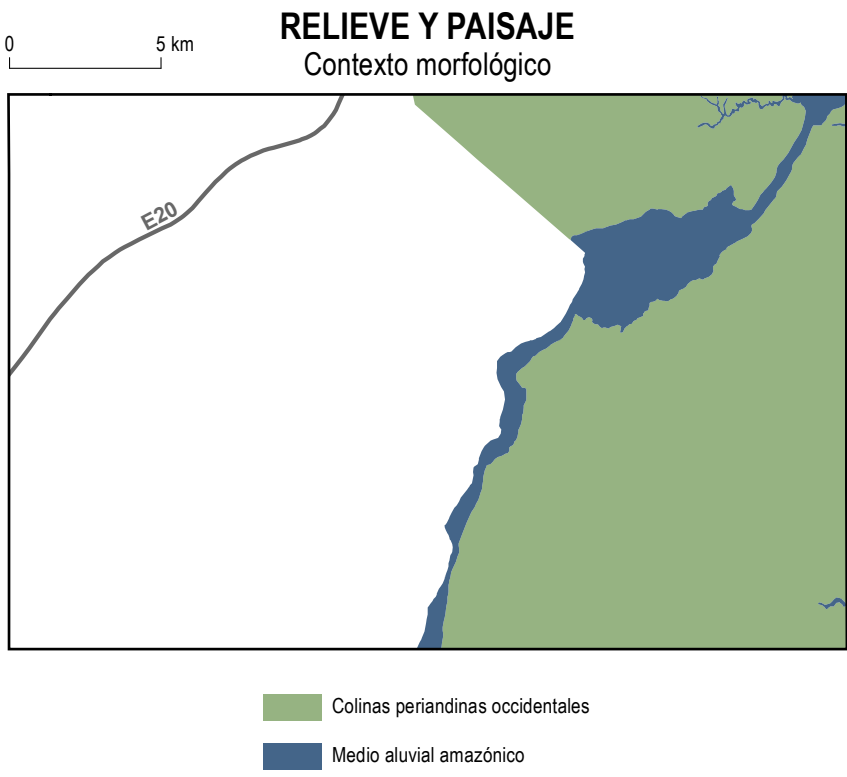 RELIEVE Y PAISAJE
Contexto morfológico
0 5 km
E20
Colinas periandinas occidentales
Medio aluvial amazónico